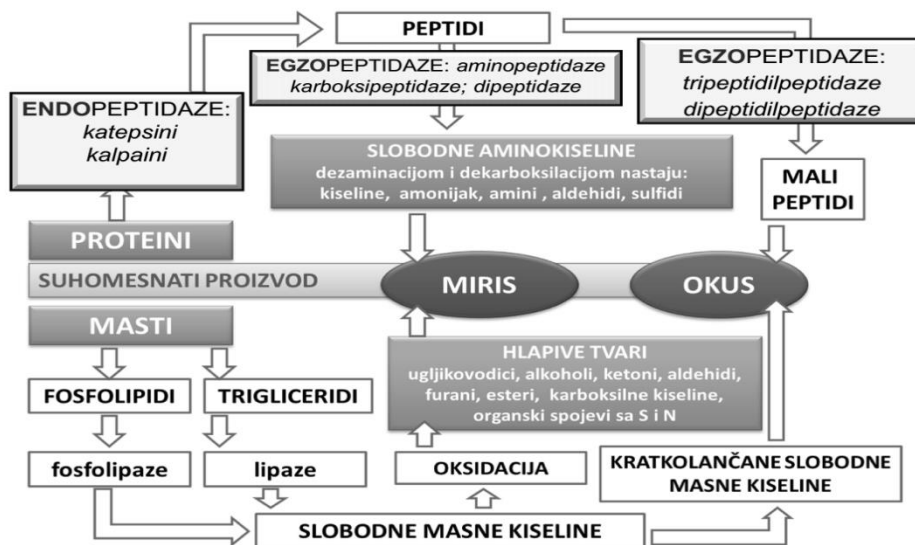 PEPTIDI
ENDOPEPTIDAZE:
katepsini
kalpaini
EGZOPEPTIDAZE: aminopeptidaze
karboksipeptidaze; dipeptidaze
EGZOPEPTIDAZE:
tripeptidilpeptidaze
dipeptidilpeptidaze
SLOBODNE AMINOKISELINE
dezaminacijom i dekarboksilacijom nastaju:
kiseline, amonijak, amini , aldehidi, sulfidi
MALI
PEPTIDI
PROTEINI
SUHOMESNATI PROIZVOD
MIRIS
OKUS
MASTI
HLAPIVE TVARI
ugljikovodici, alkoholi, ketoni, aldehidi,
furani, esteri, karboksilne kiseline,
organski spojevi sa S i N
FOSFOLIPIDI
TRIGLICERIDI
fosfolipaze
lipaze
OKSIDACIJA
KRATKOLANČANE SLOBODNE
MASNE KISELINE
SLOBODNE MASNE KISELINE